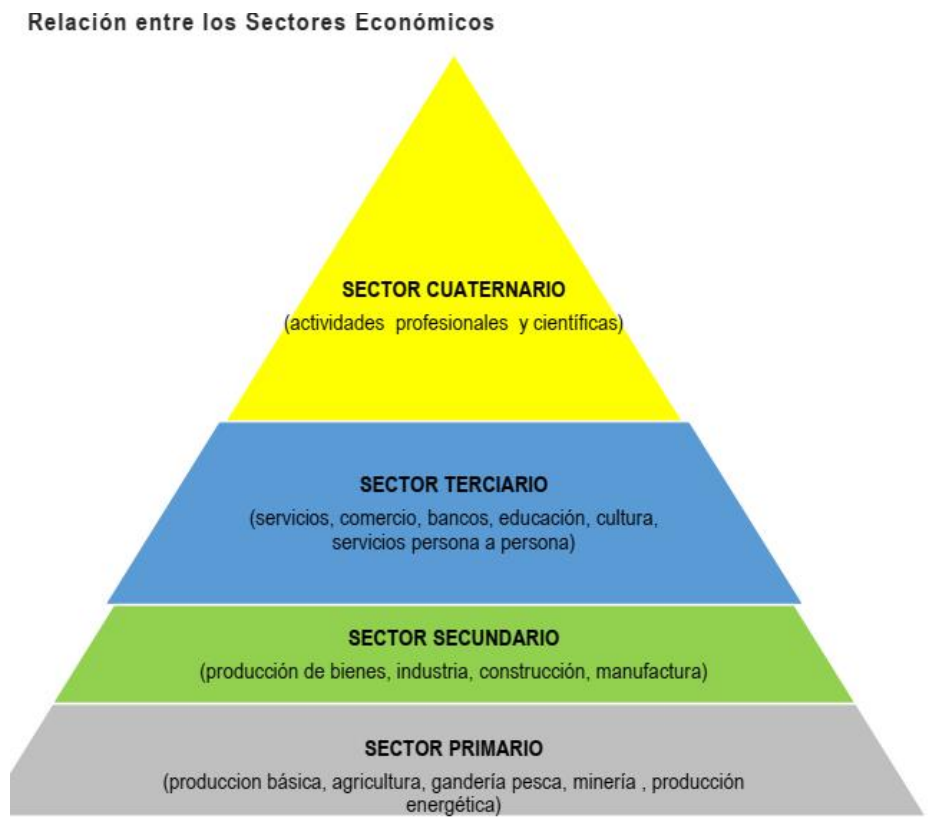 Relación entre los Sectores Económicos
SECTOR CUATERNARIO
(actividades profesionales y científicas)
SECTOR TERCIARIO
(servicios, comercio, bancos, educación, cultura,
servicios persona a persona)
SECTOR SECUNDARIO
(producción de bienes, industria, construcción, manufactura)
SECTOR PRIMARIO
(produccion básica, agricultura, gandería pesca, minería , producción
energética)